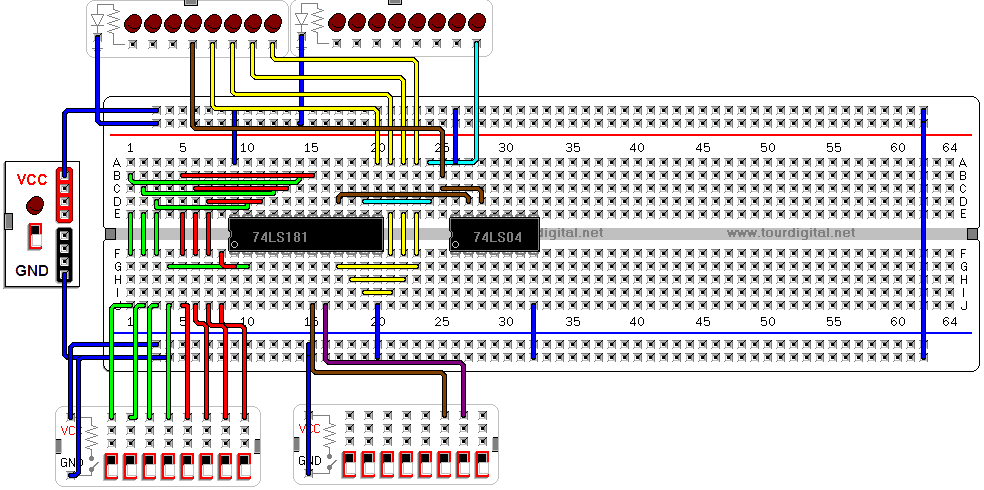 1 5 10 15 20 25 30 35 40 45 50 55 60 64
A A
B B
VCC
C C
D D
E E
74LS181 74LS04 digital.net www.tourdigital.net
F F
GND
G G
H H
I I
J J
1 5 10 15 20 25 30 35 40 45 50 55 60 64
VCC VCC
GND GND